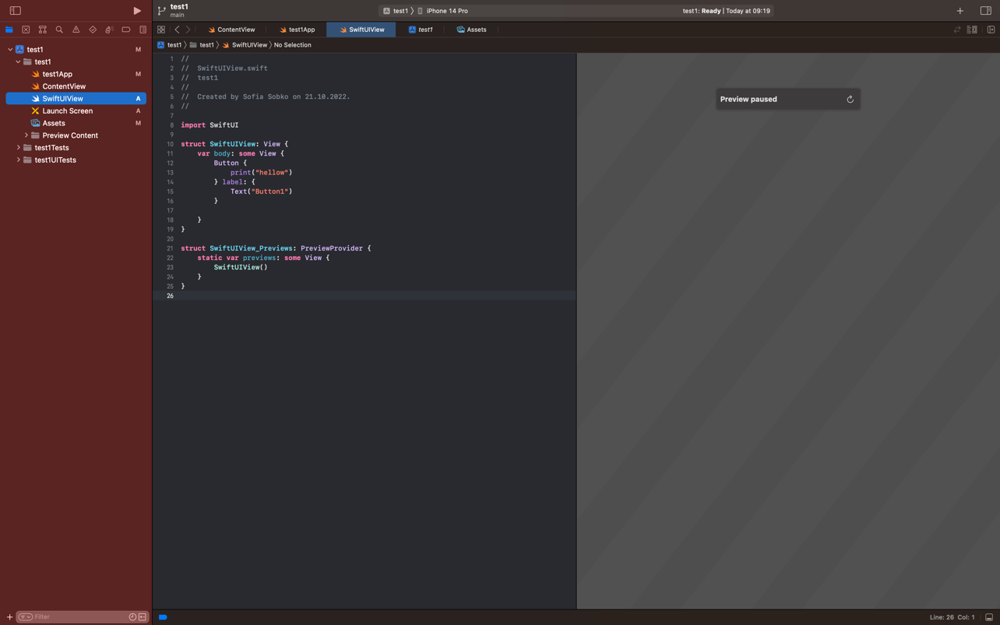 test1
main
test1 〉 iPhone 14 Pro
test1: Ready | Today at 09:19
ContentView
test1App
SwiftUIView
test1
Assets
test1 〉 test1 〉 SwiftUIView 〉 No Selection
test1 M
test1
test1App M
ContentView
SwiftUIView A
Launch Screen A
Assets M
Preview Content
test1Tests
test1UITests
1 //
2 //  SwiftUIView.swift
3 //  test1
4 //
5 //  Created by Sofia Sobko on 21.10.2022.
6 //
7
8 import SwiftUI
9
10 struct SwiftUIView: View {
11     var body: some View {
12         Button {
13             print("hellow")
14         } label: {
15             Text("Button1")
16         }
17
18     }
19 }
20
21 struct SwiftUIView_Previews: PreviewProvider {
22     static var previews: some View {
23         SwiftUIView()
24     }
25 }
26
Preview paused
Filter
Line: 26 Col: 1